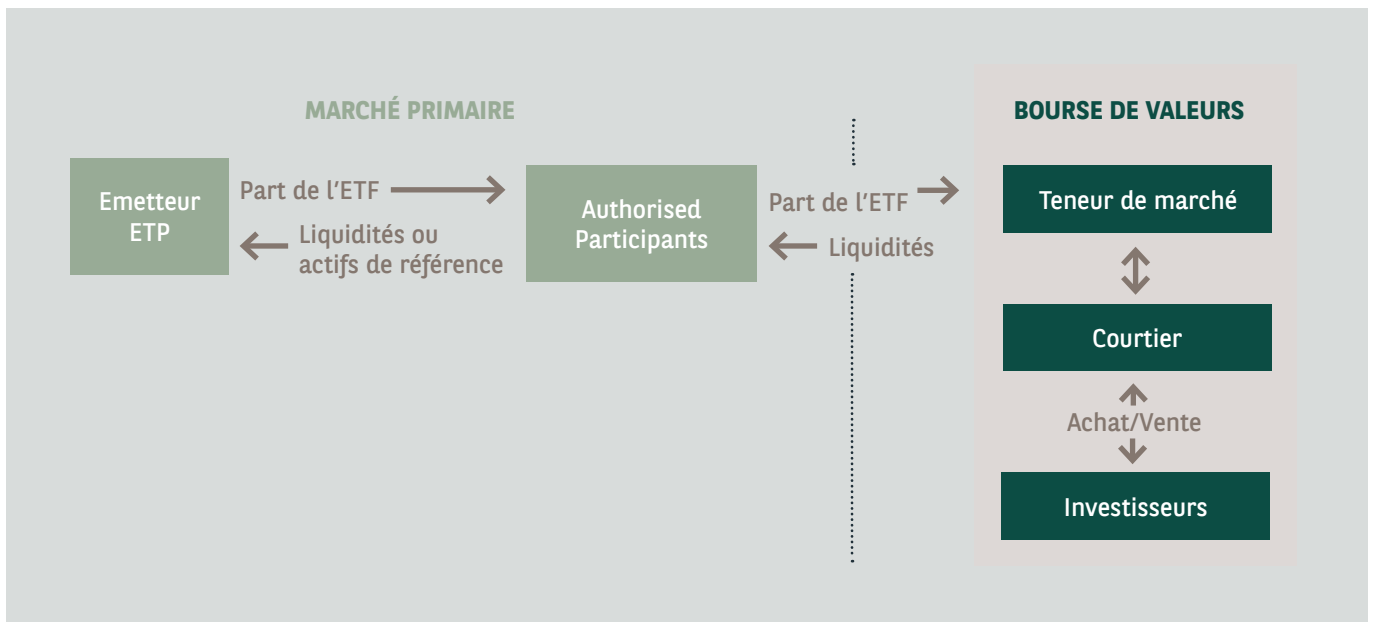 MARCHÉ PRIMAIRE
BOURSE DE VALEURS
Emetteur
ETP
Part de l'ETF
Liquidités ou
actifs de référence
Authorised
Participants
Part de l'ETF
Liquidités
Teneur de marché
Courtier
Achat/Vente
Investisseurs